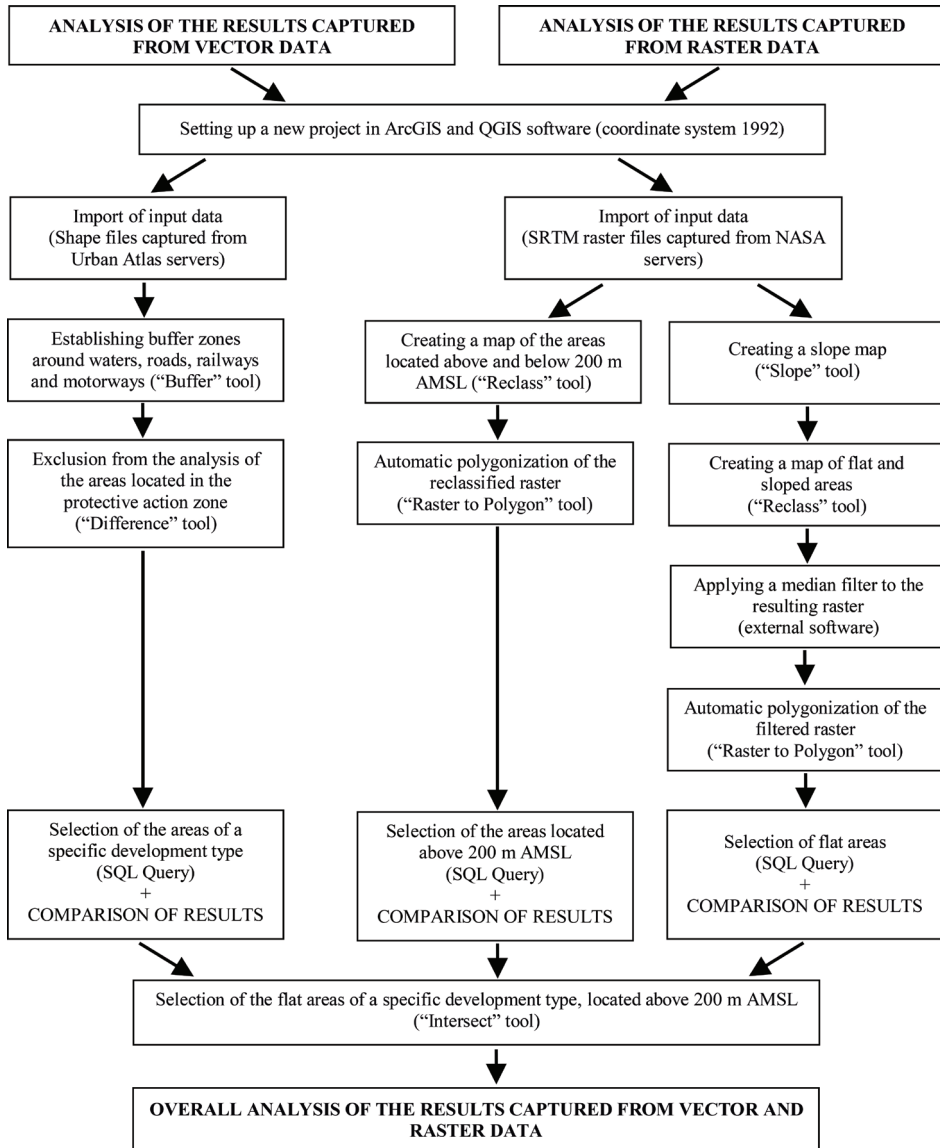 ANALYSIS OF THE RESULTS CAPTURED
FROM VECTOR DATA
ANALYSIS OF THE RESULTS CAPTURED
FROM RASTER DATA
Setting up a new project in ArcGIS and QGIS software (coordinate system 1992)
Import of input data
(Shape files captured from
Urban Atlas servers)
Import of input data
(SRTM raster files captured from NASA
servers)
Establishing buffer zones
around waters, roads, railways
and motorways (“Buffer” tool)
Creating a map of the areas
located above and below 200 m
AMSL (“Reclass” tool)
Creating a slope map
(“Slope” tool)
Exclusion from the analysis of
the areas located in the
protective action zone
(“Difference” tool)
Automatic polygonization of the
reclassified raster
(“Raster to Polygon” tool)
Creating a map of flat and
sloped areas
(“Reclass” tool)
Applying a median filter to the
resulting raster
(external software)
Automatic polygonization of the
filtered raster
(“Raster to Polygon” tool)
Selection of the areas of a
specific development type
(SQL Query)
+
COMPARISON OF RESULTS
Selection of the areas located
above 200 m AMSL
(SQL Query)
+
COMPARISON OF RESULTS
Selection of flat areas
(SQL Query)
+
COMPARISON OF RESULTS
Selection of the flat areas of a specific development type, located above 200 m AMSL
(“Intersect” tool)
OVERALL ANALYSIS OF THE RESULTS CAPTURED FROM VECTOR AND
RASTER DATA